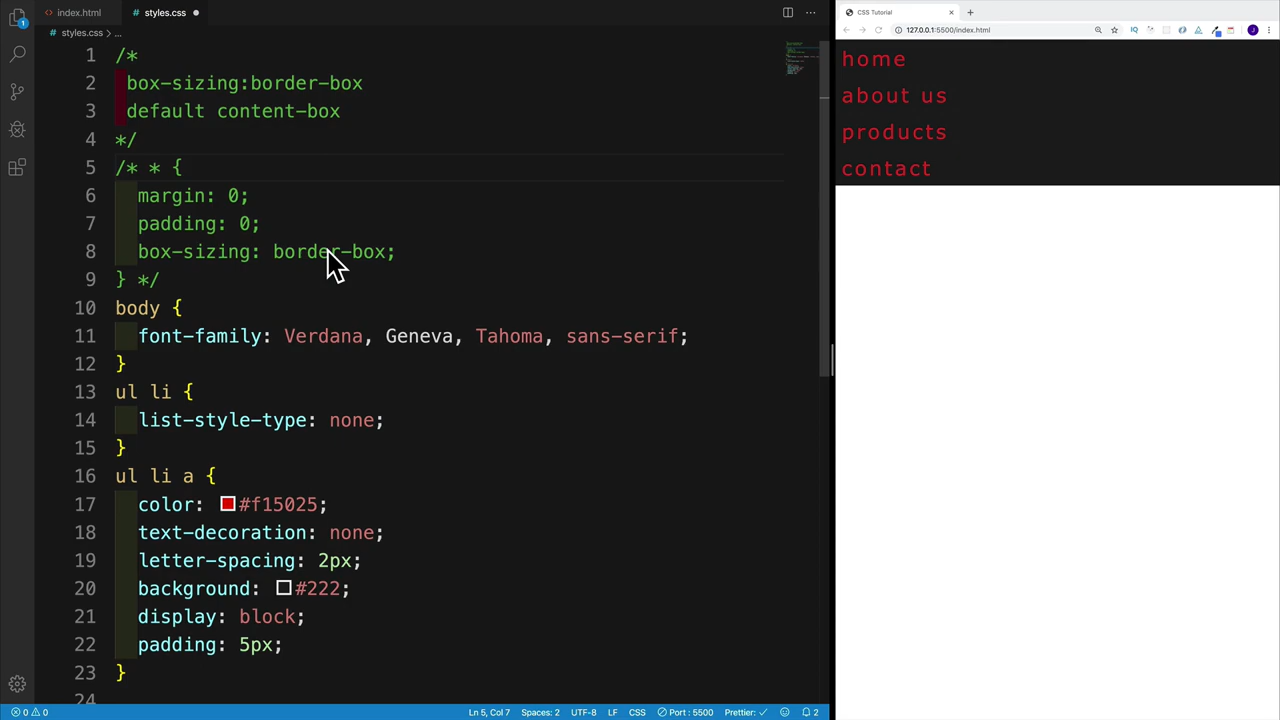 index.html
styles.css
styles.css > ...
1 /*
2 box-sizing:border-box
3 default content-box
4 */
5 /* * {
6 margin: 0;
7 padding: 0;
8 box-sizing: border-box;
9 } */
10 body {
11 font-family: Verdana, Geneva, Tahoma, sans-serif;
12 }
13 ul li {
14 list-style-type: none;
15 }
16 ul li a {
17 color: #f15025;
18 text-decoration: none;
19 letter-spacing: 2px;
20 background: #222;
21 display: block;
22 padding: 5px;
23 }
24
1
0 0
Ln 5, Col 7 Spaces: 2 UTF-8 LF CSS Port : 5500 Prettier: ✓ 2
CSS Tutorial
127.0.0.1:5500/index.html
IQ
J
home
about us
products
contact